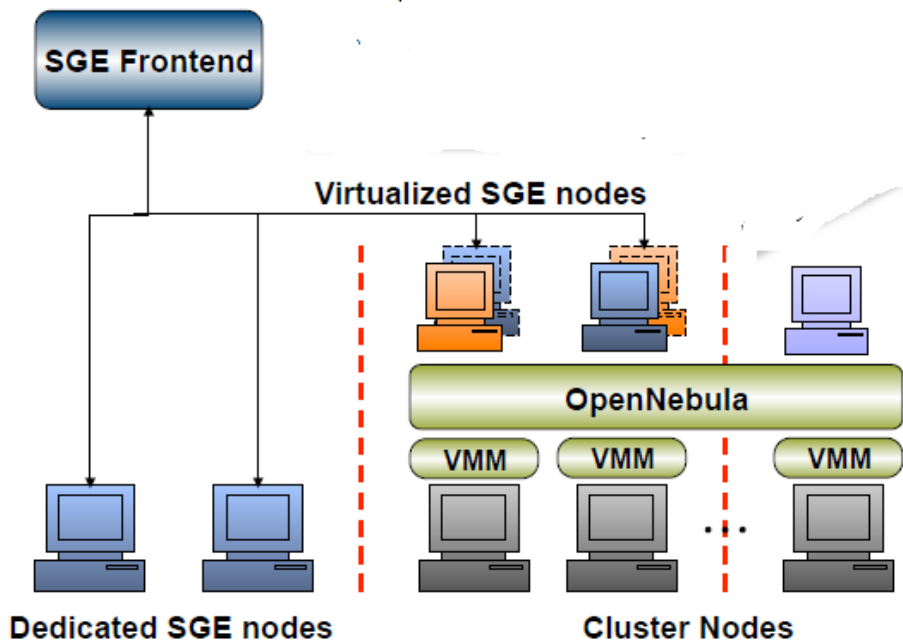 SGE Frontend
Virtualized SGE nodes
OpenNebula
VMM VMM VMM
...
Dedicated SGE nodes
Cluster Nodes